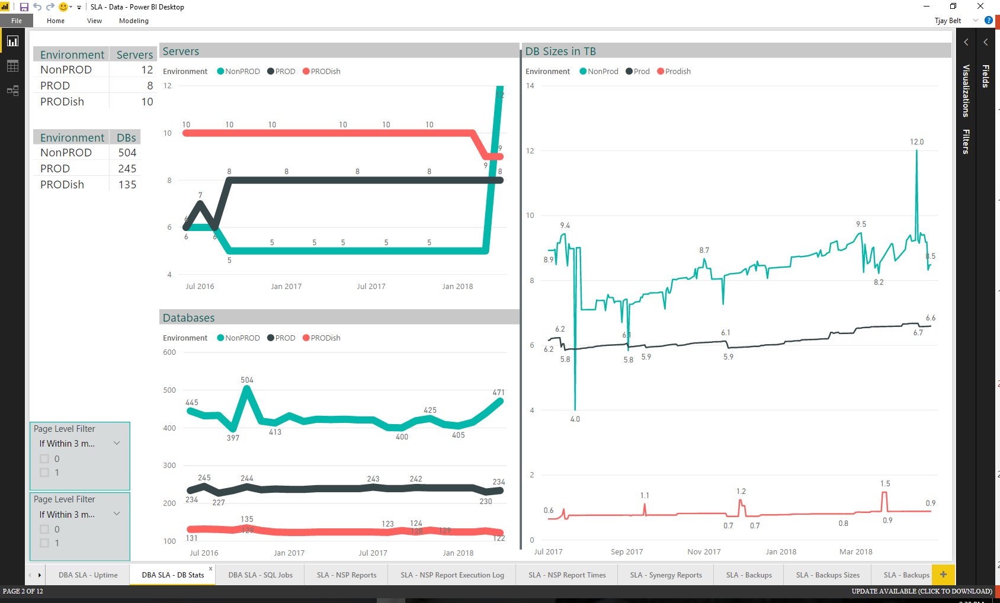 SLA - Data - Power BI Desktop
File Home View Modeling
Tjay Belt
Environment Servers
NonPROD 12
PROD 8
PRODish 10
Environment DBs
NonPROD 504
PROD 245
PRODish 135
Page Level Filter
If Within 3 m...
0
1
Page Level Filter
If Within 3 m...
0
1
Servers
Environment NonPROD PROD PRODish
12
10
8
6
4
12
10 10 10 10 10 10
9
9
8 8 8 8 8
7
6
6
6
5 5 5 5 5 5
Jul 2016 Jan 2017 Jul 2017 Jan 2018
Databases
Environment NonPROD PROD PRODish
600
500
400
300
200
100
445 504 425 471
397 413 400 405
245 244 243 242 234
234 227 230
135 123 124
131 129 128 129 122
Jul 2016 Jan 2017 Jul 2017 Jan 2018
DB Sizes in TB
Environment NonProd Prod Prodish
14
12
10
8
6
4
2
0
12.0
9.4 9.5
8.9 8.7 8.5
8.2
6.2 6.1 6.1 6.6
6.2 6.7
5.8 5.8 5.9 5.9
4.0
0.6 1.1 1.2 1.5 0.9
0.7 0.7 0.8 0.9
Jul 2017 Sep 2017 Nov 2017 Jan 2018 Mar 2018
Visualizations
Filters
Fields
DBA SLA - Uptime DBA SLA - DB Stats x DBA SLA - SQL Jobs SLA - NSP Reports SLA - NSP Report Execution Log SLA - NSP Report Times SLA - Synergy Reports SLA - Backups SLA - Backups Sizes SLA - Backups +
PAGE 2 OF 12
UPDATE AVAILABLE (CLICK TO DOWNLOAD)